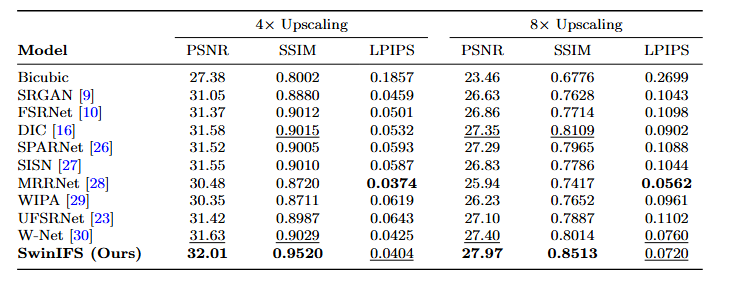 4× Upscaling 8× Upscaling
Model PSNR SSIM LPIPS PSNR SSIM LPIPS
Bicubic 27.38 0.8002 0.1857 23.46 0.6776 0.2699
SRGAN [9] 31.05 0.8880 0.0459 26.63 0.7628 0.1043
FSRNet [10] 31.37 0.9012 0.0501 26.86 0.7714 0.1098
DIC [16] 31.58 0.9015 0.0532 27.35 0.8109 0.0902
SPARNet [26] 31.52 0.9005 0.0593 27.29 0.7965 0.1088
SISN [27] 31.55 0.9010 0.0587 26.83 0.7786 0.1044
MRRNet [28] 30.48 0.8720 0.0374 25.94 0.7417 0.0562
WIPA [29] 30.35 0.8711 0.0619 26.23 0.7652 0.0961
UFSRNet [23] 31.42 0.8987 0.0643 27.10 0.7887 0.1102
W-Net [30] 31.63 0.9029 0.0425 27.40 0.8014 0.0760
SwinIFS (Ours) 32.01 0.9520 0.0404 27.97 0.8513 0.0720